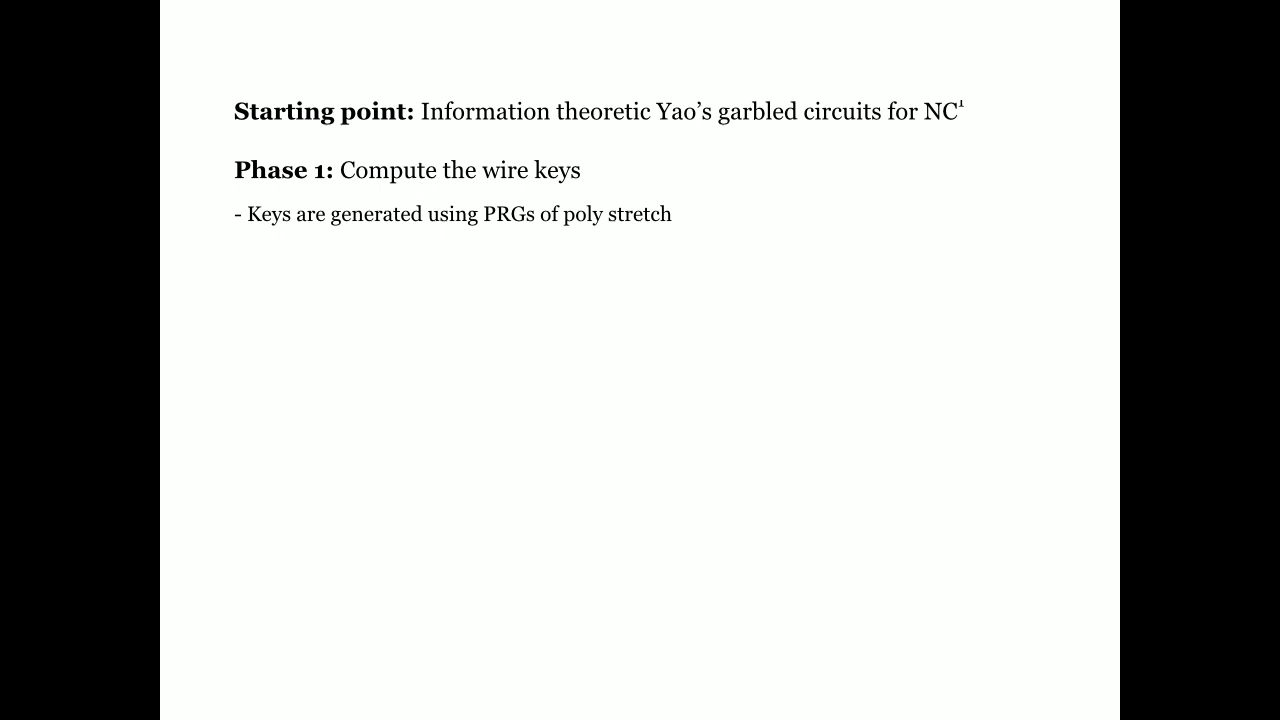 Starting point: Information theoretic Yao’s garbled circuits for NC¹
Phase 1: Compute the wire keys
- Keys are generated using PRGs of poly stretch